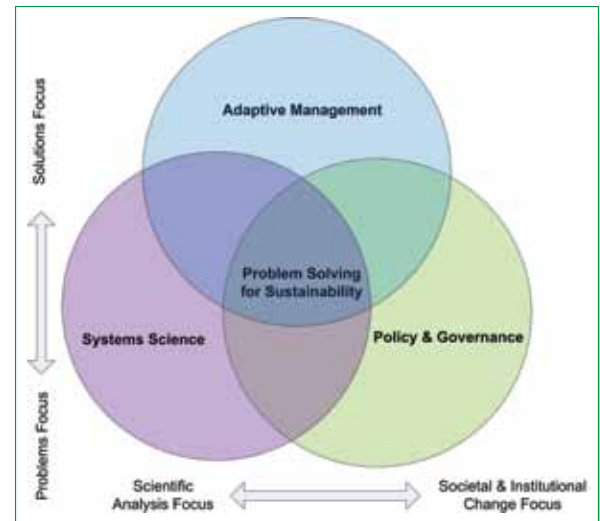 Adaptive Management
Solutions Focus
Problem Solving
for Sustainability
Systems Science
Policy & Governance
Problems Focus
Scientific
Analysis Focus
Societal & Institutional
Change Focus